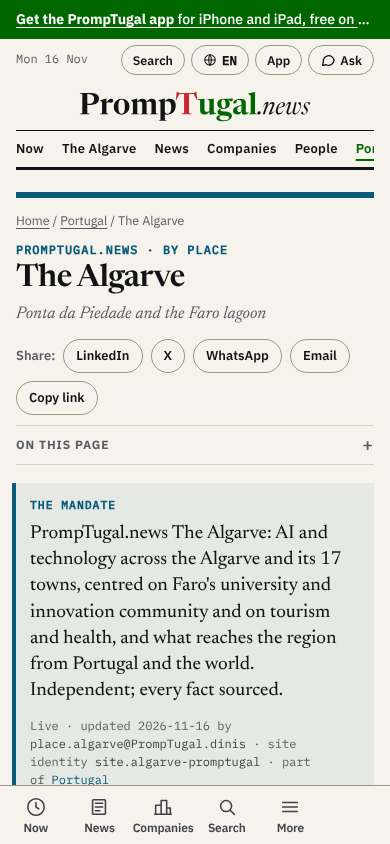 Get the PrompTugal app for iPhone and iPad, free on ...
Mon 16 Nov
Search
EN
App
Ask
PrompTugal.news
Now
The Algarve
News
Companies
People
Home / Portugal / The Algarve
PROMPTUGAL.NEWS · BY PLACE
The Algarve
Ponta da Piedade and the Faro lagoon
Share:
LinkedIn
X
WhatsApp
Email
Copy link
ON THIS PAGE +
THE MANDATE
PrompTugal.news The Algarve: AI and
technology across the Algarve and its 17
towns, centred on Faro's university and
innovation community and on tourism
and health, and what reaches the region
from Portugal and the world.
Independent; every fact sourced.
Live · updated 2026-11-16 by
place.algarve@PrompTugal.dinis · site
identity site.algarve-promptugal · part
of Portugal
Now
News
Companies
Search
More